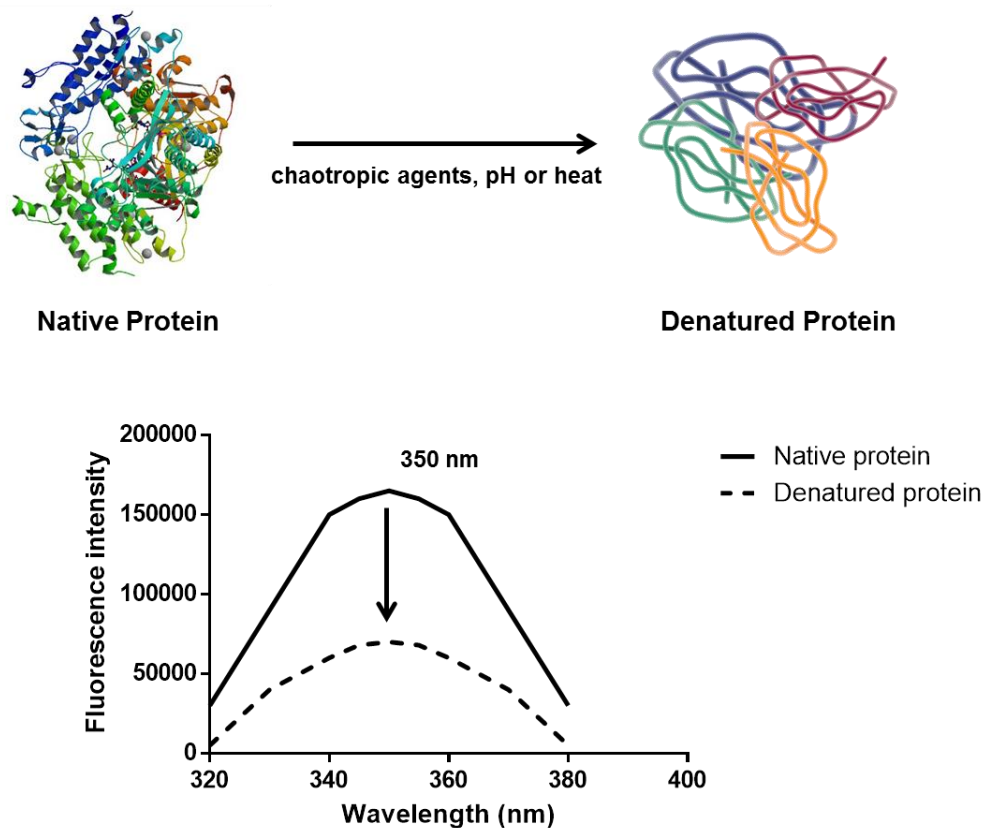 chaotropic agents, pH or heat
Native Protein
Denatured Protein
200000
150000
100000
50000
0
Fluorescence intensity
350 nm
Native protein
Denatured protein
320
340
360
380
400
Wavelength (nm)